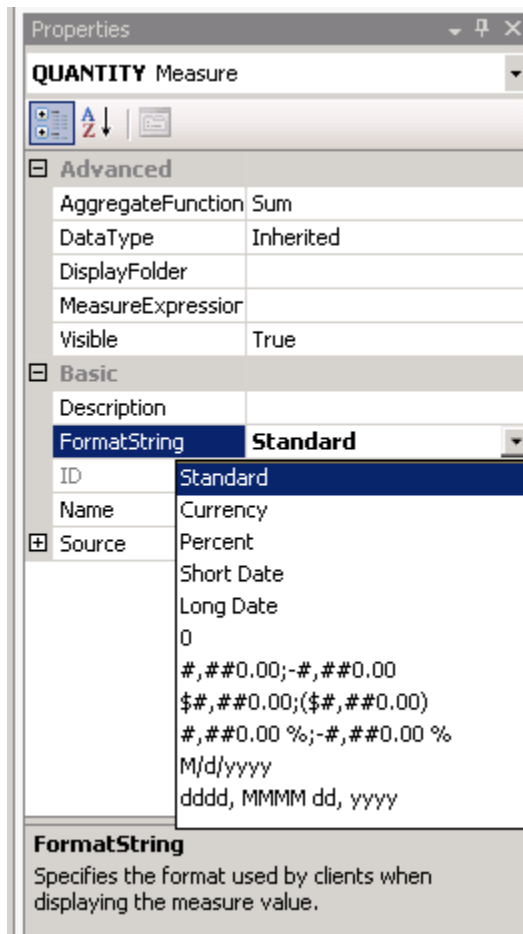 Properties
QUANTITY Measure
Advanced
AggregateFunction Sum
DataType Inherited
DisplayFolder
MeasureExpressior
Visible True
Basic
Description
FormatString Standard
ID Standard
Name Currency
Source Percent
Short Date
Long Date
0
#,##0.00;-#,##0.00
$#,##0.00;($#,##0.00)
#,##0.00 %;-#,##0.00 %
M/d/yyyy
dddd, MMMM dd, yyyy
FormatString
Specifies the format used by clients when
displaying the measure value.